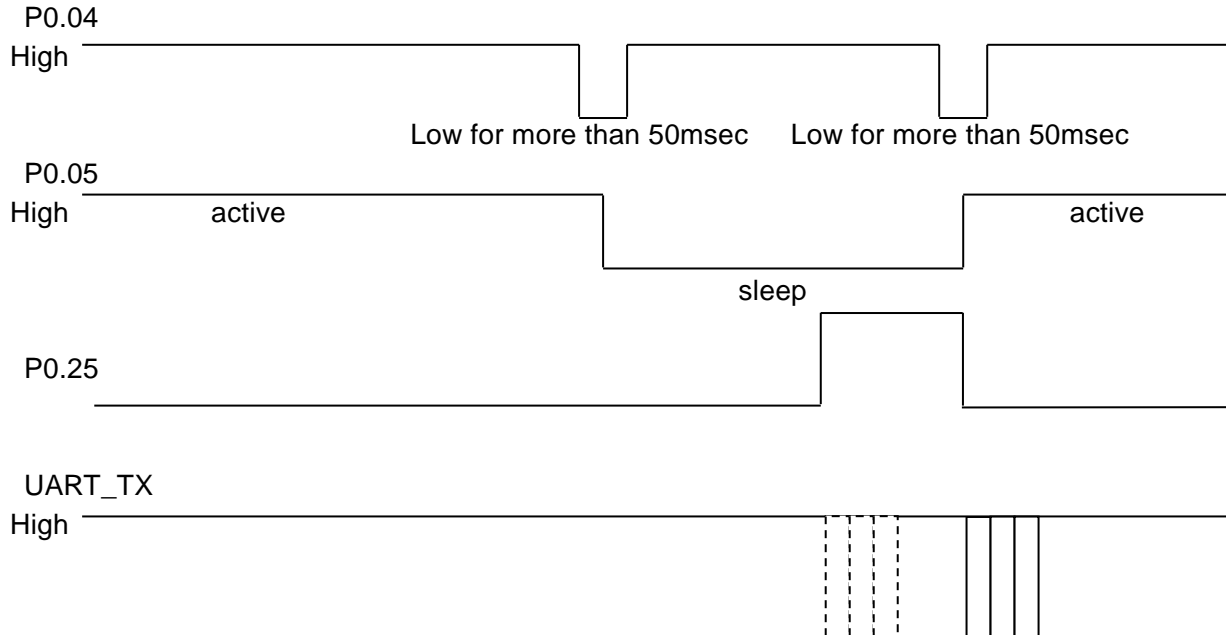 P0.04
High
Low for more than 50msec Low for more than 50msec
P0.05
High active active
sleep
P0.25
UART_TX
High